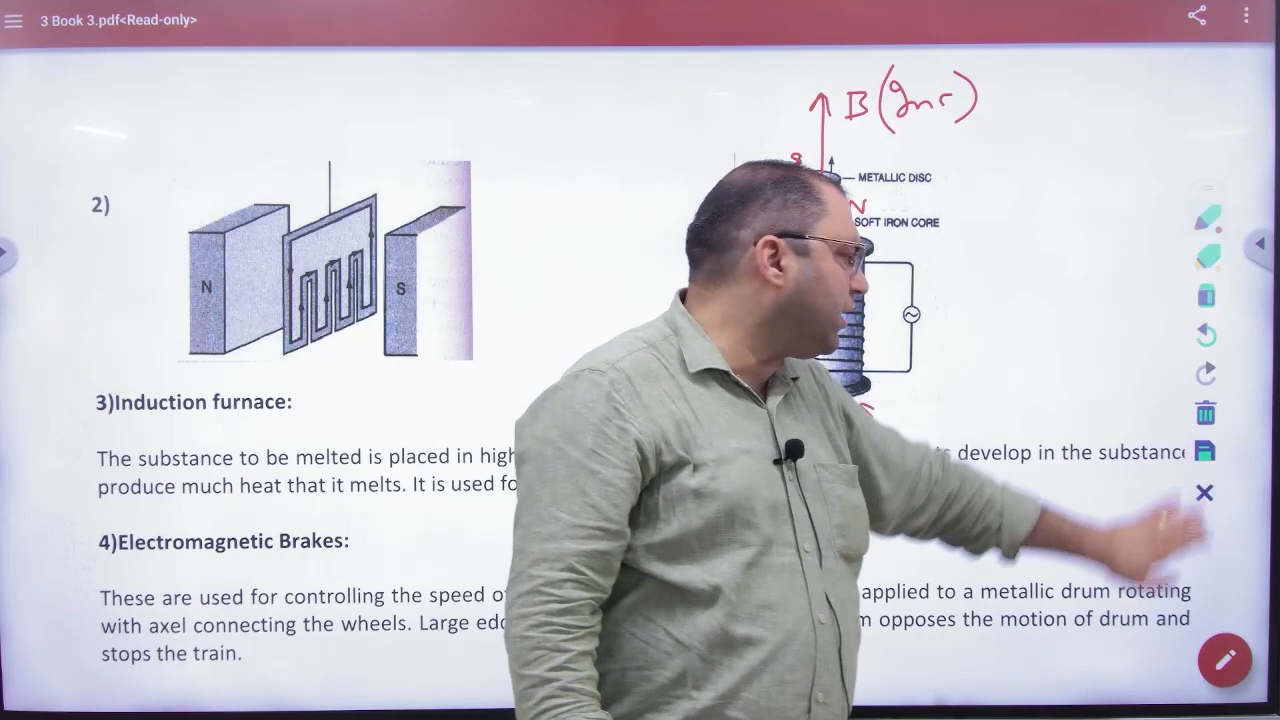 3 Book 3.pdf<Read-only>
B (Inc)
2)
METALLIC DISC
N
SOFT IRON CORE
N
S
3)Induction furnace:
The substance to be melted is placed in high develop in the substance
produce much heat that it melts. It is used
4)Electromagnetic Brakes:
These are used for controlling the speed applied to a metallic drum rotating
with axel connecting the wheels. Large opposes the motion of drum and
stops the train.